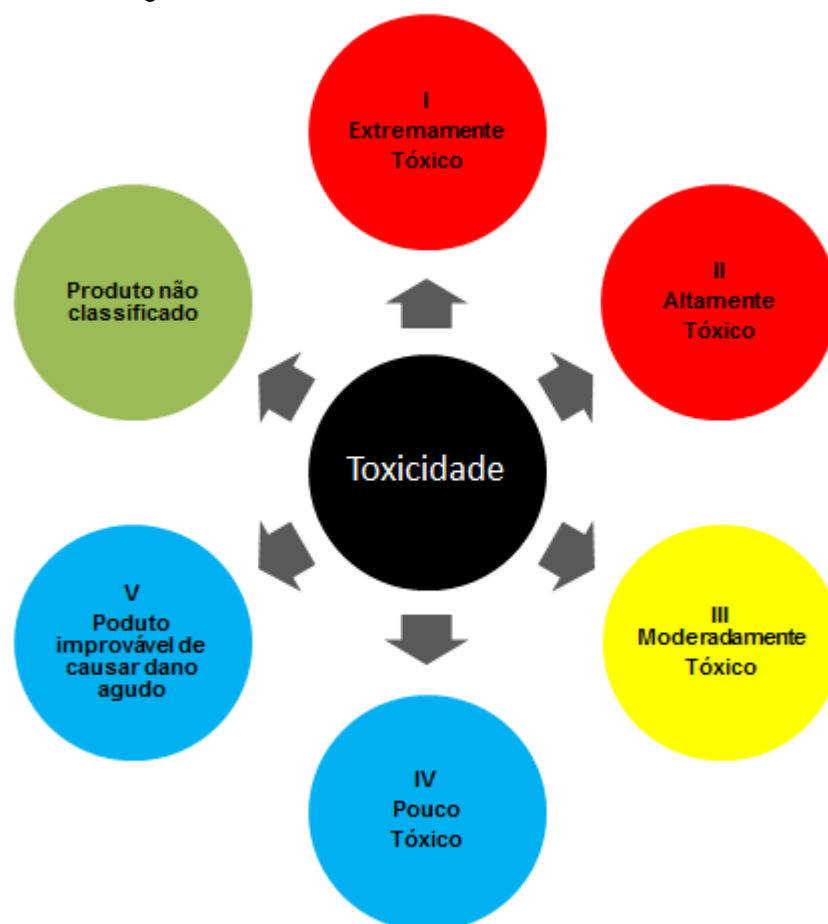 I
Extremamente
Tóxico
II
Altamente
Tóxico
III
Moderadamente
Tóxico
IV
Pouco
Tóxico
V
Poduto
improvável de
causar dano
agudo
Produto não
classificado
Toxicidade